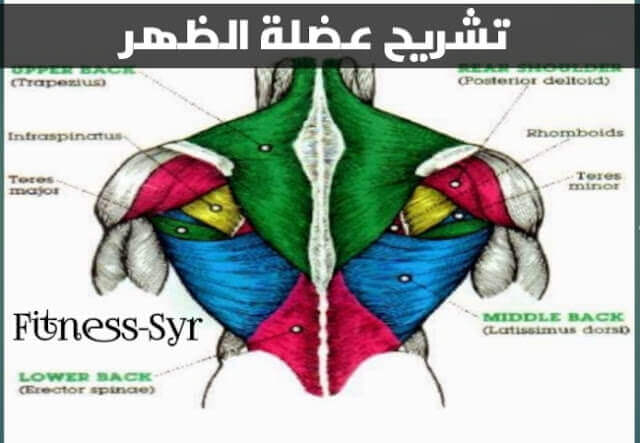 تشريح عضلة الظهر
UPPER BACK
(Trapezius)
REAR SHOULDER
(Posterior deltoid)
Infraspinatus
Rhomboids
Teres
major
Teres
minor
Fitness-Syr
MIDDLE BACK
(Latissimus dorsi)
LOWER BACK
(Erector spinae)